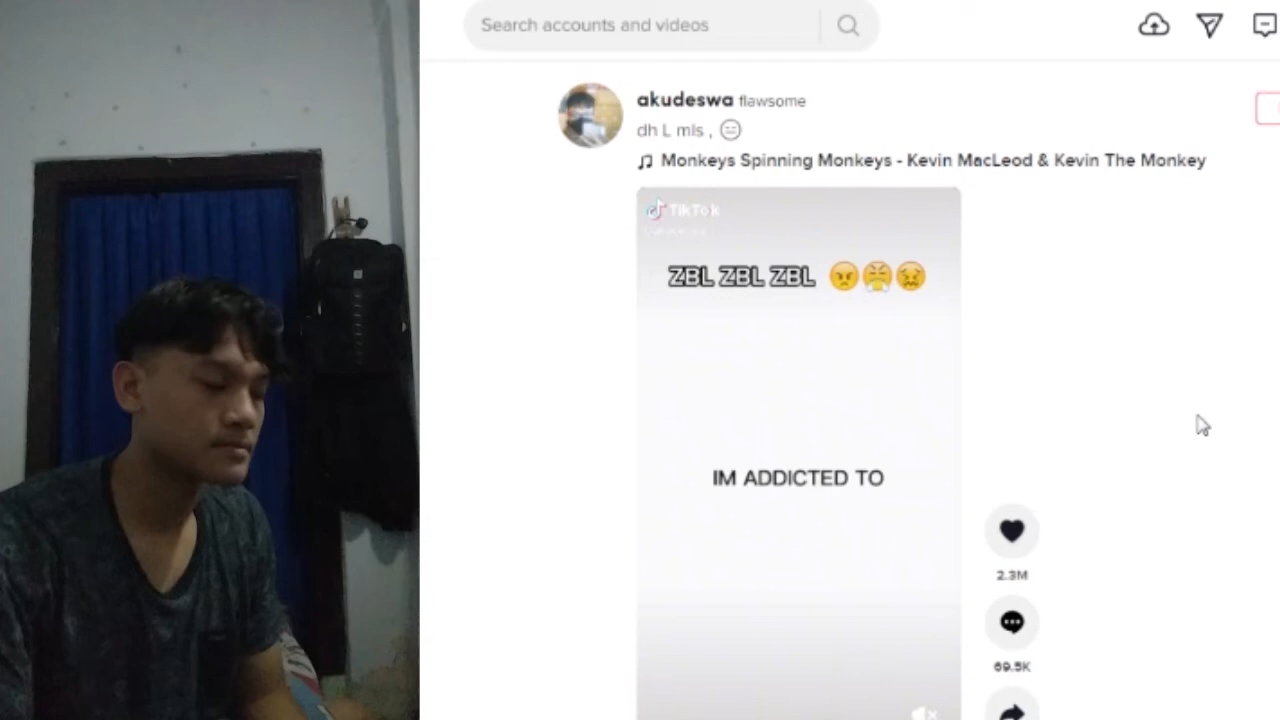 Search accounts and videos
akudeswa flawsome
dh L mls , 😑
♫ Monkeys Spinning Monkeys - Kevin MacLeod & Kevin The Monkey
TikTok
ZBL ZBL ZBL 😠😤😖
IM ADDICTED TO
2.3M
69.5K